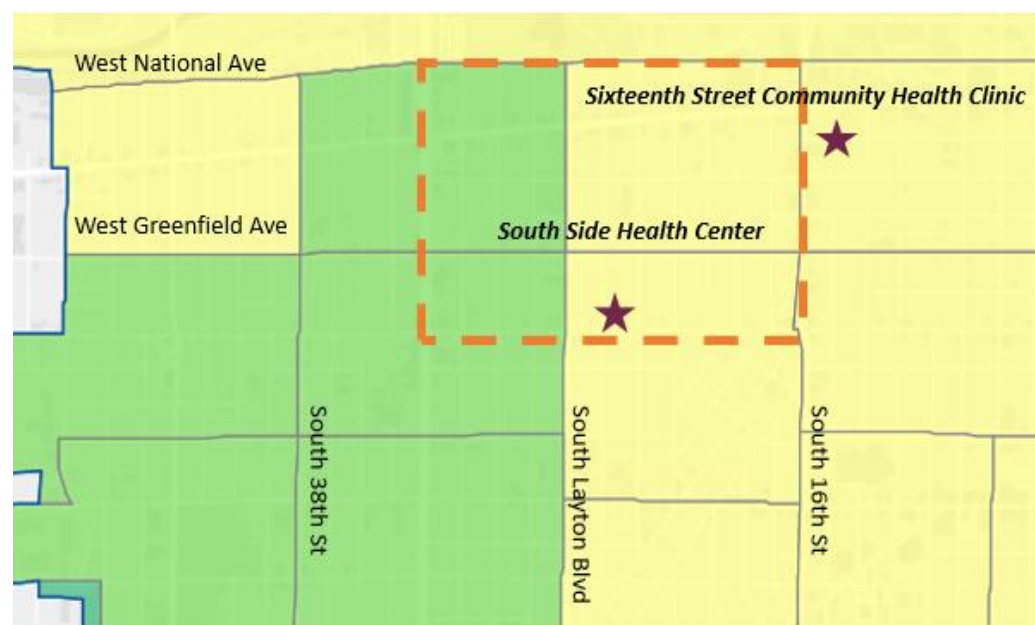 West National Ave
Sixteenth Street Community Health Clinic
West Greenfield Ave
South Side Health Center
South 38th St
South Layton Blvd
South 16th St